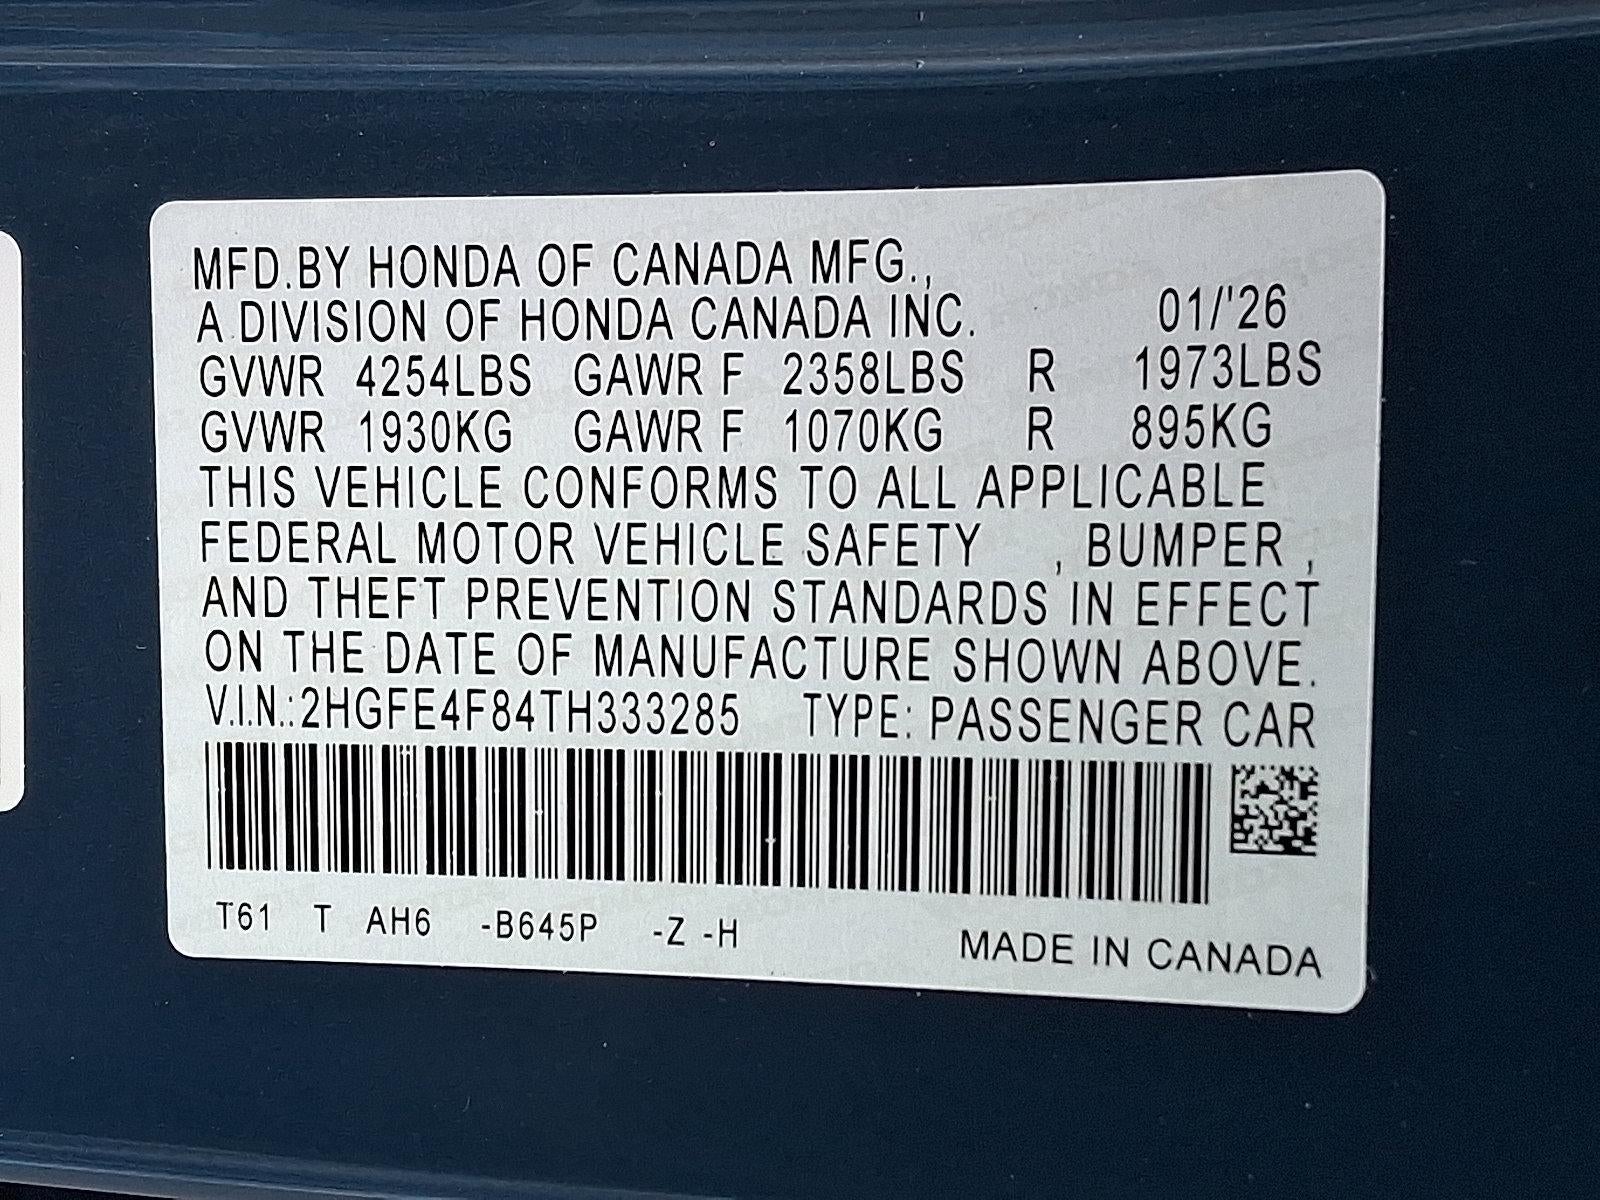 MFD.BY HONDA OF CANADA MFG.,
A DIVISION OF HONDA CANADA INC. 01/'26
GVWR 4254LBS GAWR F 2358LBS R 1973LBS
GVWR 1930KG GAWR F 1070KG R 895KG
THIS VEHICLE CONFORMS TO ALL APPLICABLE
FEDERAL MOTOR VEHICLE SAFETY , BUMPER ,
AND THEFT PREVENTION STANDARDS IN EFFECT
ON THE DATE OF MANUFACTURE SHOWN ABOVE.
V.I.N.:2HGFE4F84TH333285 TYPE: PASSENGER CAR
T61 T AH6 -B645P -Z -H
MADE IN CANADA